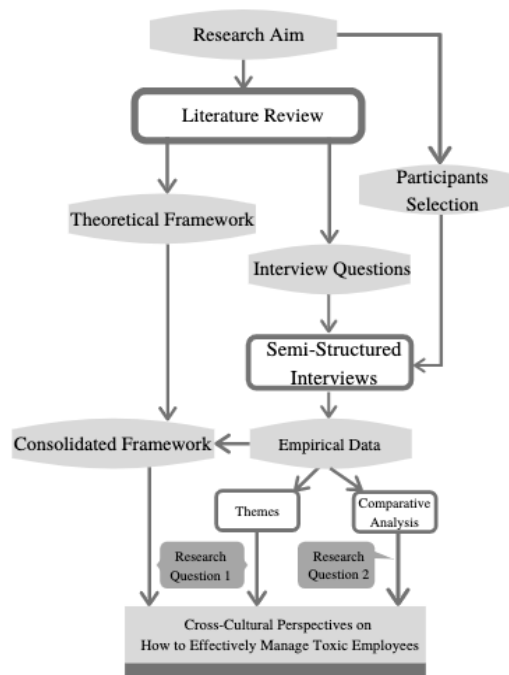 Research Aim
Literature Review
Participants
Selection
Theoretical Framework
Interview Questions
Semi-Structured
Interviews
Consolidated Framework
Empirical Data
Themes
Comparative
Analysis
Research
Question 1
Research
Question 2
Cross-Cultural Perspectives on
How to Effectively Manage Toxic Employees